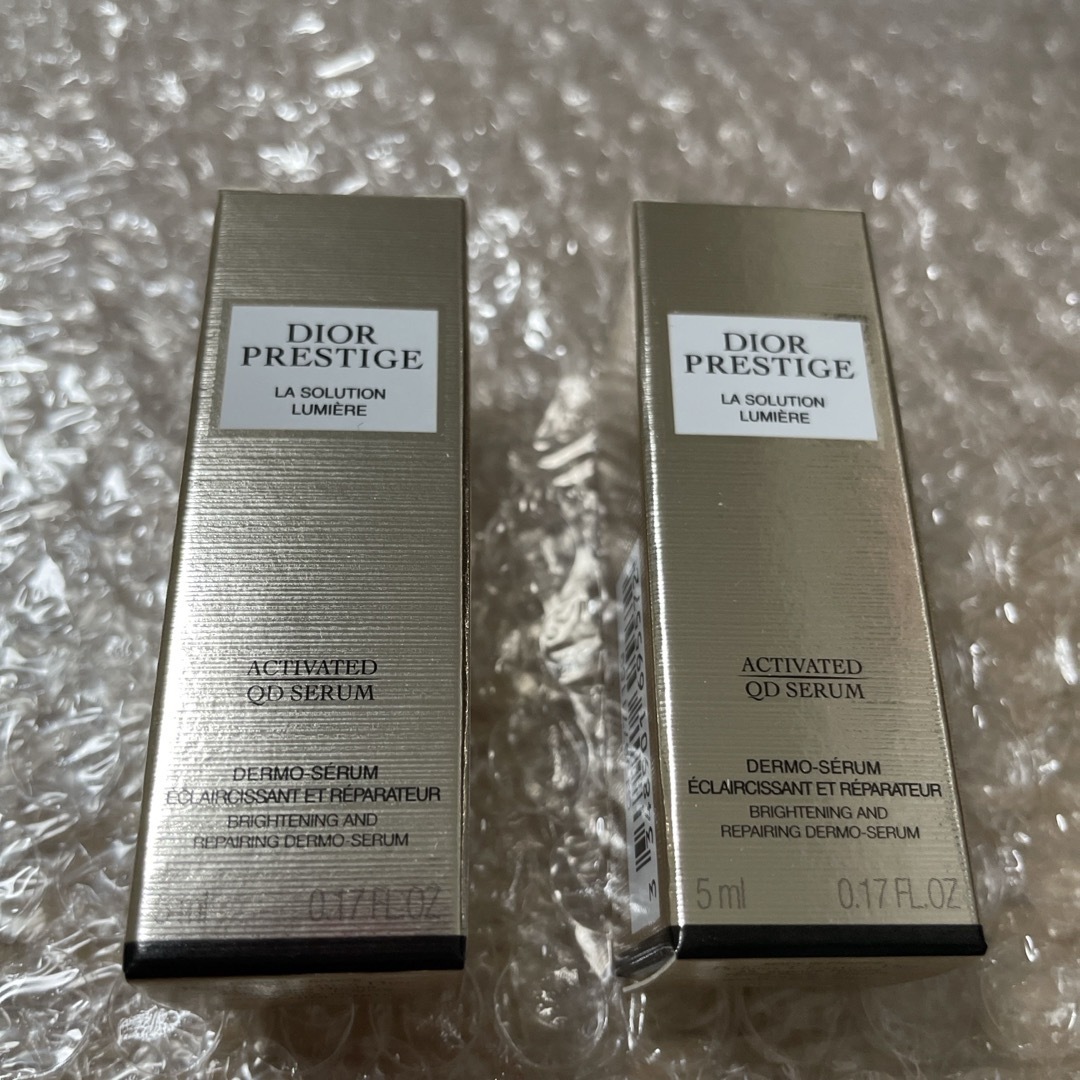 DIOR
PRESTIGE
LA SOLUTION
LUMIÈRE
ACTIVATED
QD SERUM
DERMO-SÉRUM
ÉCLAIRCISSANT ET RÉPARATEUR
BRIGHTENING AND
REPAIRING DERMO-SERUM
5 ml 0.17 FL.OZ
DIOR
PRESTIGE
LA SOLUTION
LUMIÈRE
ACTIVATED
QD SERUM
DERMO-SÉRUM
ÉCLAIRCISSANT ET RÉPARATEUR
BRIGHTENING AND
REPAIRING DERMO-SERUM
5 ml 0.17 FL.OZ